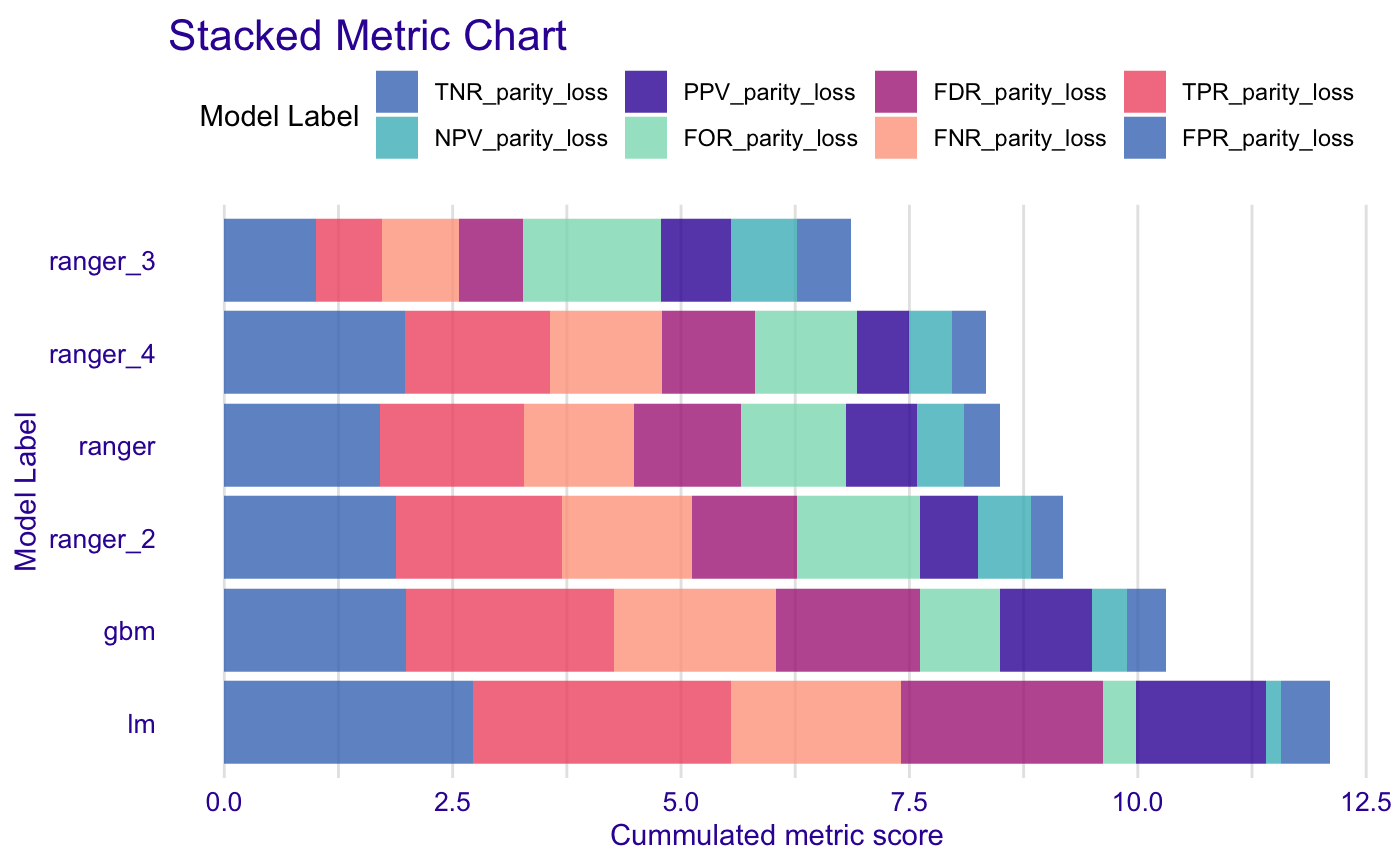 Stacked Metric Chart
Model Label
TNR_parity_loss PPV_parity_loss FDR_parity_loss TPR_parity_loss
NPV_parity_loss FOR_parity_loss FNR_parity_loss FPR_parity_loss
Model Label
ranger_3
ranger_4
ranger
ranger_2
gbm
lm
0.0 2.5 5.0 7.5 10.0 12.5
Cummulated metric score